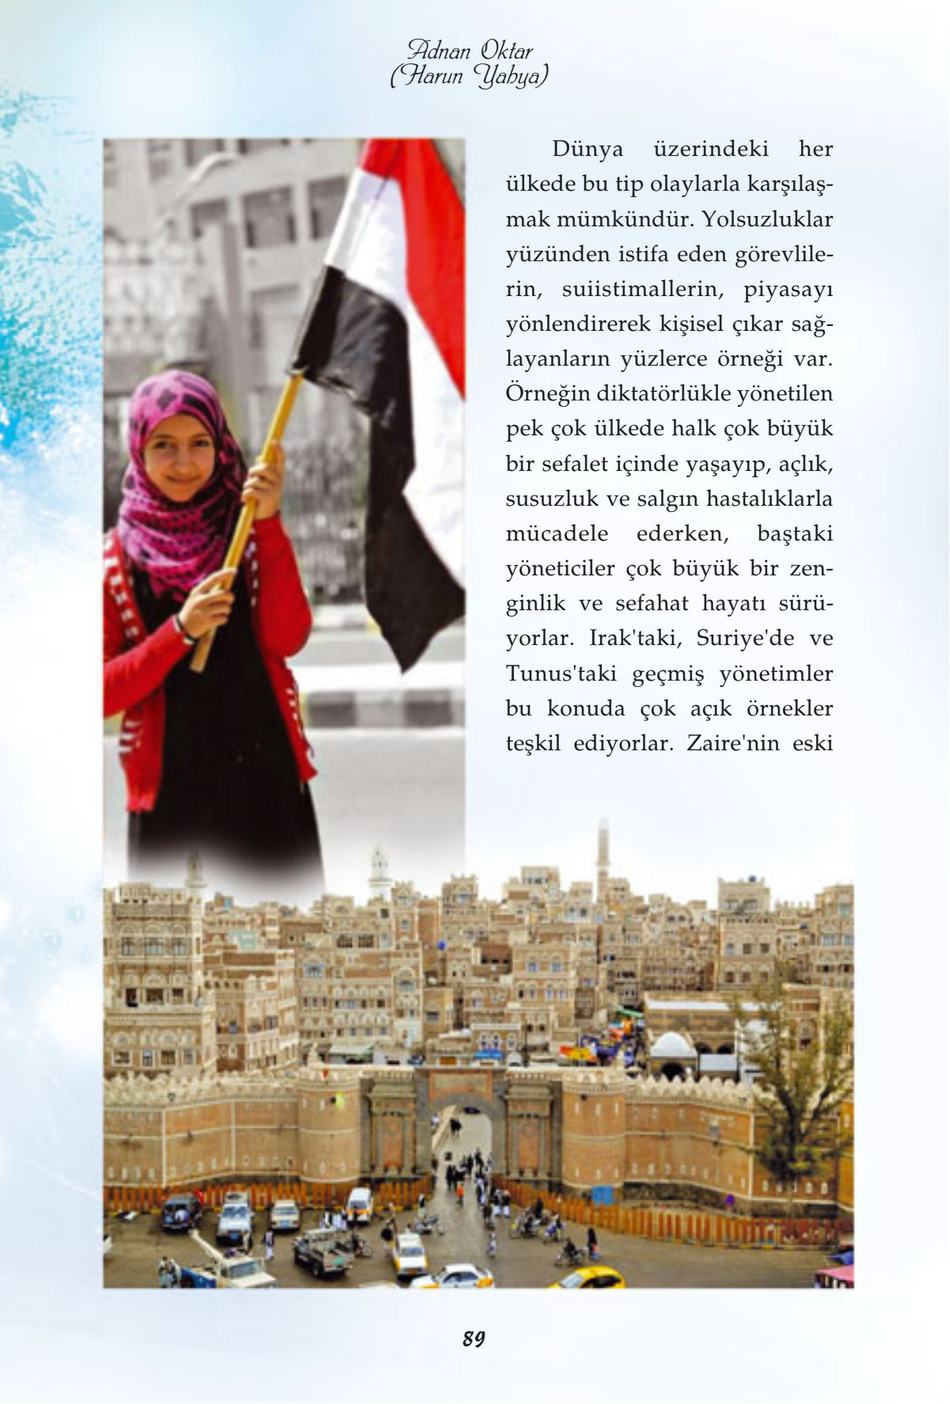 Adnan Oktar
(Harun Yahya)
Dünya üzerindeki her
ülkede bu tip olaylarla karşılaş-
mak mümkündür. Yolsuzluklar
yüzünden istifa eden görevlile-
rin, suiistimallerin, piyasayı
yönlendirerek kişisel çıkar sağ-
layanların yüzlerce örneği var.
Örneğin diktatörlükle yönetilen
pek çok ülkede halk çok büyük
bir sefalet içinde yaşayıp, açlık,
susuzluk ve salgın hastalıklarla
mücadele ederken, baştaki
yöneticiler çok büyük bir zen-
ginlik ve sefahat hayatı sürü-
yorlar. Irak'taki, Suriye'de ve
Tunus'taki geçmiş yönetimler
bu konuda çok açık örnekler
teşkil ediyorlar. Zaire'nin eski
89